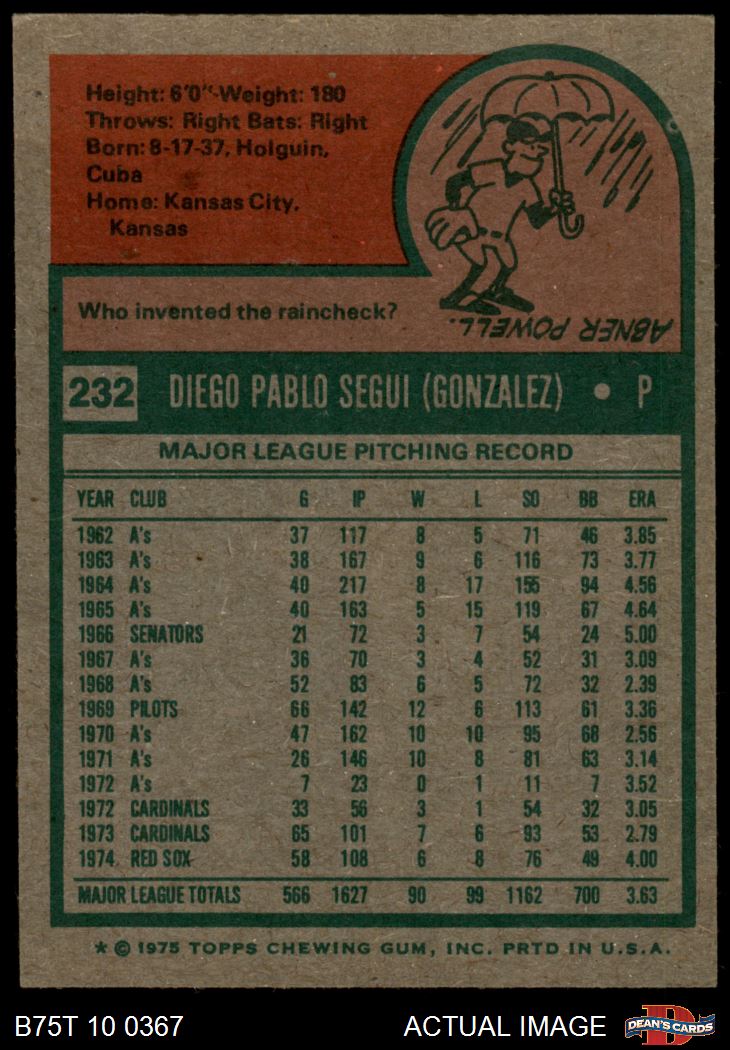 Height: 6'0"-Weight: 180
Throws: Right Bats: Right
Born: 8-17-37, Holguin,
Cuba
Home: Kansas City,
Kansas
Who invented the raincheck?
ABNER POWELL.
232 DIEGO PABLO SEGUI (GONZALEZ) • P
MAJOR LEAGUE PITCHING RECORD
YEAR CLUB G IP W L SO BB ERA
1962 A's 37 117 8 5 71 46 3.85
1963 A's 38 167 9 6 116 73 3.77
1964 A's 40 217 8 17 155 94 4.56
1965 A's 40 163 5 15 119 67 4.64
1966 SENATORS 21 72 3 7 54 24 5.00
1967 A's 36 70 3 4 52 31 3.09
1968 A's 52 83 6 5 72 32 2.39
1969 PILOTS 66 142 12 6 113 61 3.36
1970 A's 47 162 10 10 95 68 2.56
1971 A's 26 146 10 8 81 63 3.14
1972 A's 7 23 0 1 11 7 3.52
1972 CARDINALS 33 56 3 1 54 32 3.05
1973 CARDINALS 65 101 7 6 93 53 2.79
1974 RED SOX 58 108 6 8 76 49 4.00
MAJOR LEAGUE TOTALS 566 1627 90 99 1162 700 3.63
* © 1975 TOPPS CHEWING GUM, INC. PRTD IN U.S.A.
B75T 10 0367 ACTUAL IMAGE D DEAN'S CARDS